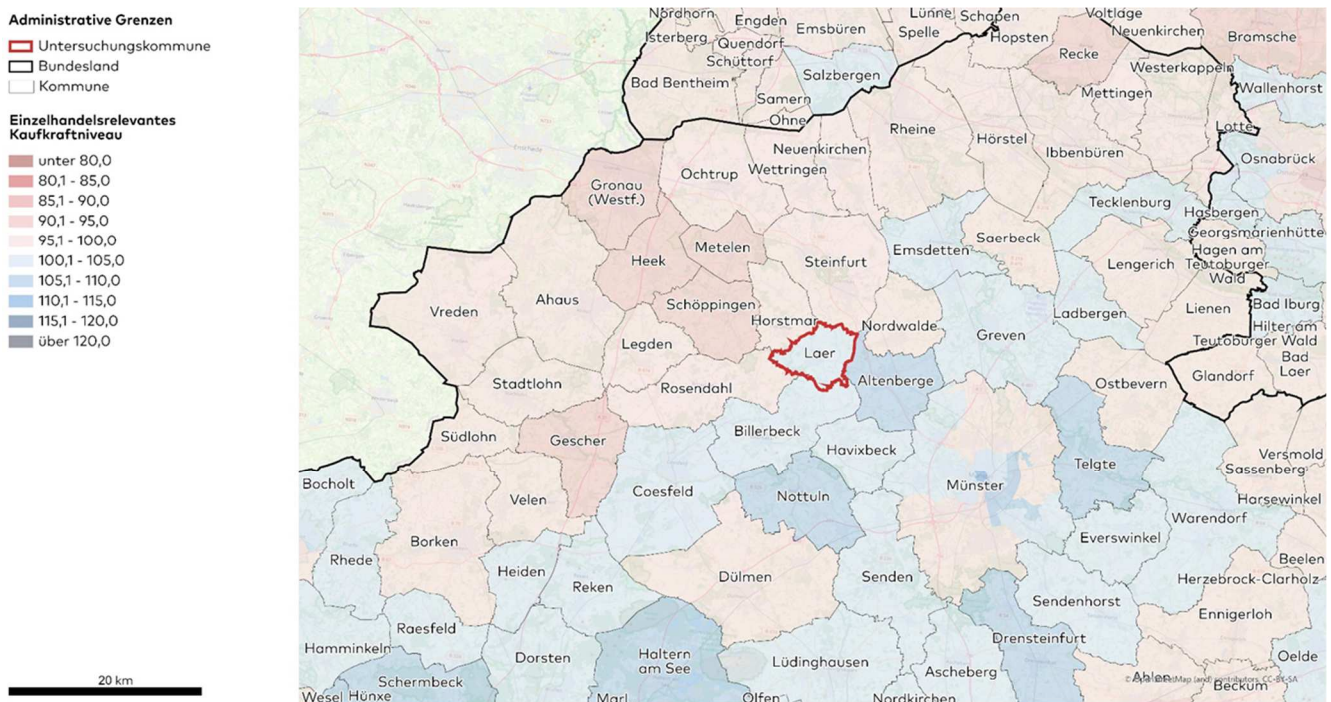 Administrative Grenzen
Untersuchungskommune
Bundesland
Kommune
Einzelhandelsrelevantes
Kaufkraftniveau
unter 80,0
80,1 - 85,0
85,1 - 90,0
90,1 - 95,0
95,1 - 100,0
100,1 - 105,0
105,1 - 110,0
110,1 - 115,0
115,1 - 120,0
über 120,0
20 km
Nordhorn
Engden
Lünne
Schapen
Voltlage
Isterberg
Quendorf
Emsbüren
Spelle
Hopsten
Neuenkirchen
Bramsche
Schüttorf
Recke
Bad Bentheim
Salzbergen
Westerkappeln
Wallenhorst
Samern
Mettingen
Ohne
Rheine
Lotte
Neuenkirchen
Hörstel
Ibbenbüren
Osnabrück
Ochtrup
Wettringen
Gronau
(Westf.)
Tecklenburg
Hasbergen
Metelen
Emsdetten
Saerbeck
Georgsmarienhütte
Heek
Steinfurt
Lengerich
Hagen am
Teutoburger
Wald
Vreden
Ahaus
Schöppingen
Horstmar
Nordwalde
Ladbergen
Lienen
Bad Iburg
Greven
Hilter am
Teutoburger Wald
Legden
Laer
Bad
Laer
Stadtlohn
Rosendahl
Altenberge
Ostbevern
Glandorf
Südlohn
Gescher
Billerbeck
Havixbeck
Versmold
Telgte
Sassenberg
Bocholt
Velen
Coesfeld
Nottuln
Münster
Harsewinkel
Warendorf
Borken
Everswinkel
Rhede
Heiden
Reken
Dülmen
Senden
Beelen
Herzebrock-Clarholz
Sendenhorst
Ennigerloh
Raesfeld
Hamminkeln
Dorsten
Haltern
am See
Lüdinghausen
Drensteinfurt
Oelde
Schermbeck
Ascheberg
Ahlen
Beckum
Wesel
Hünxe
Marl
Olfen
Nordkirchen
contributors, CC-BY-SA